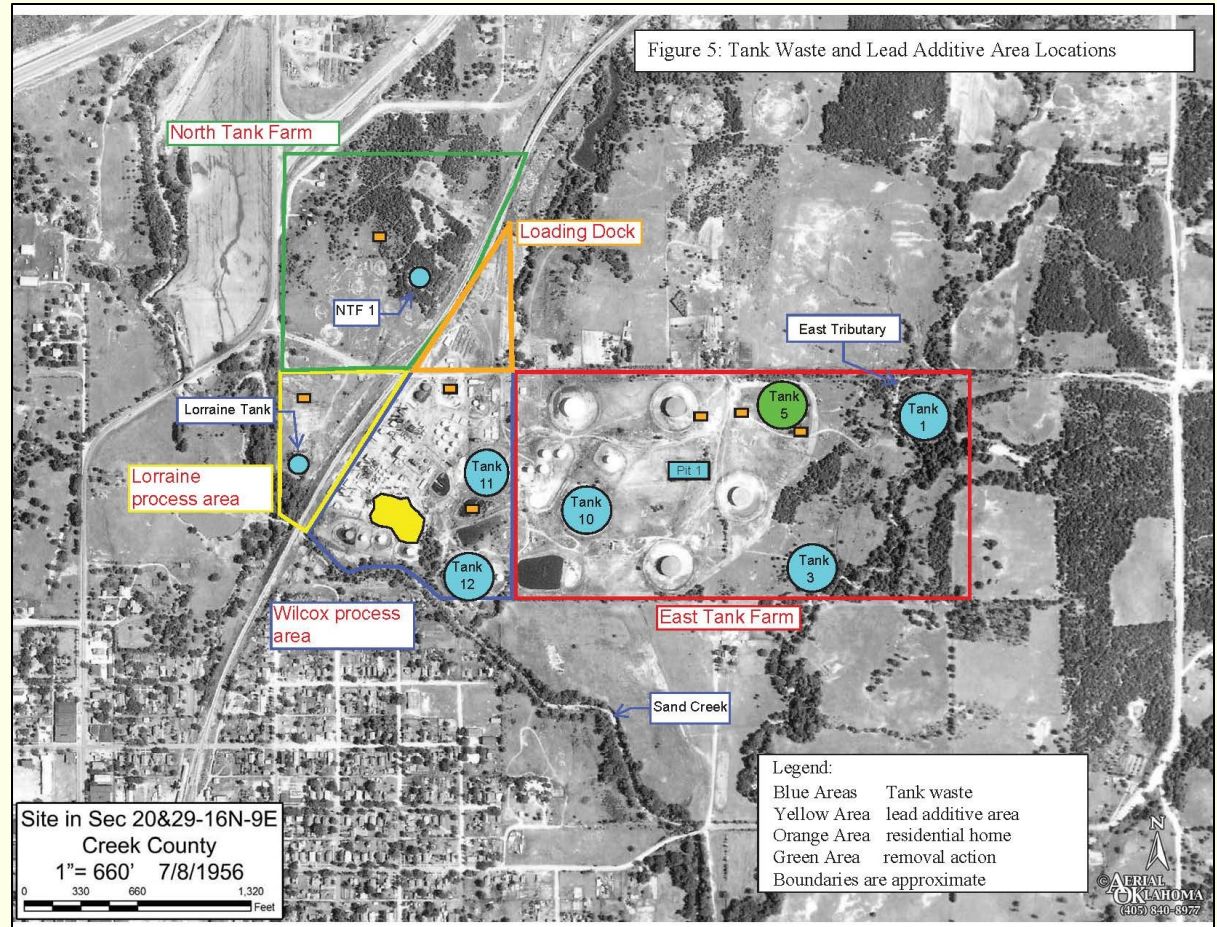 Figure 5: Tank Waste and Lead Additive Area Locations
North Tank Farm
Loading Dock
NTF 1
East Tributary
Lorraine Tank
Tank
5
Tank
1
Lorraine
process area
Tank
11
Pit 1
Tank
10
Tank
12
Tank
3
Wilcox process
area
East Tank Farm
Sand Creek
Legend:
Blue Areas Tank waste
Yellow Area lead additive area
Orange Area residential home
Green Area removal action
Boundaries are approximate
N
©AERIAL
OKLAHOMA
(405) 840-8977
Site in Sec 20&29-16N-9E
Creek County
1"= 660' 7/8/1956
0 330 660 1,320
Feet